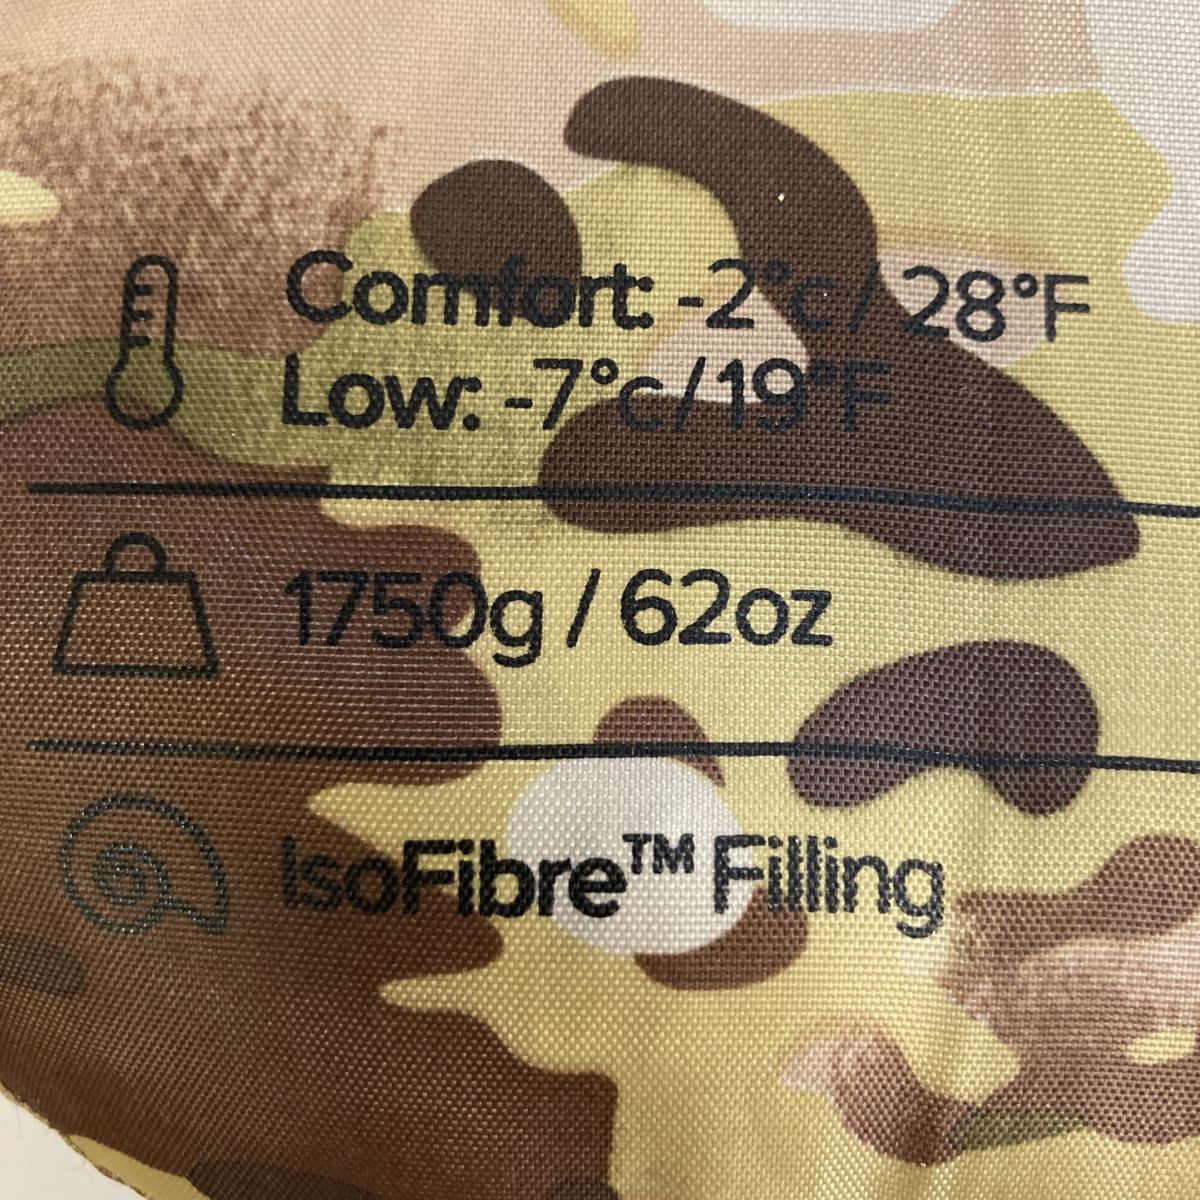 Comfort: -2°c / 28°F
Low: -7°c / 19°F
1750g / 62oz
IsoFibre™ Filling